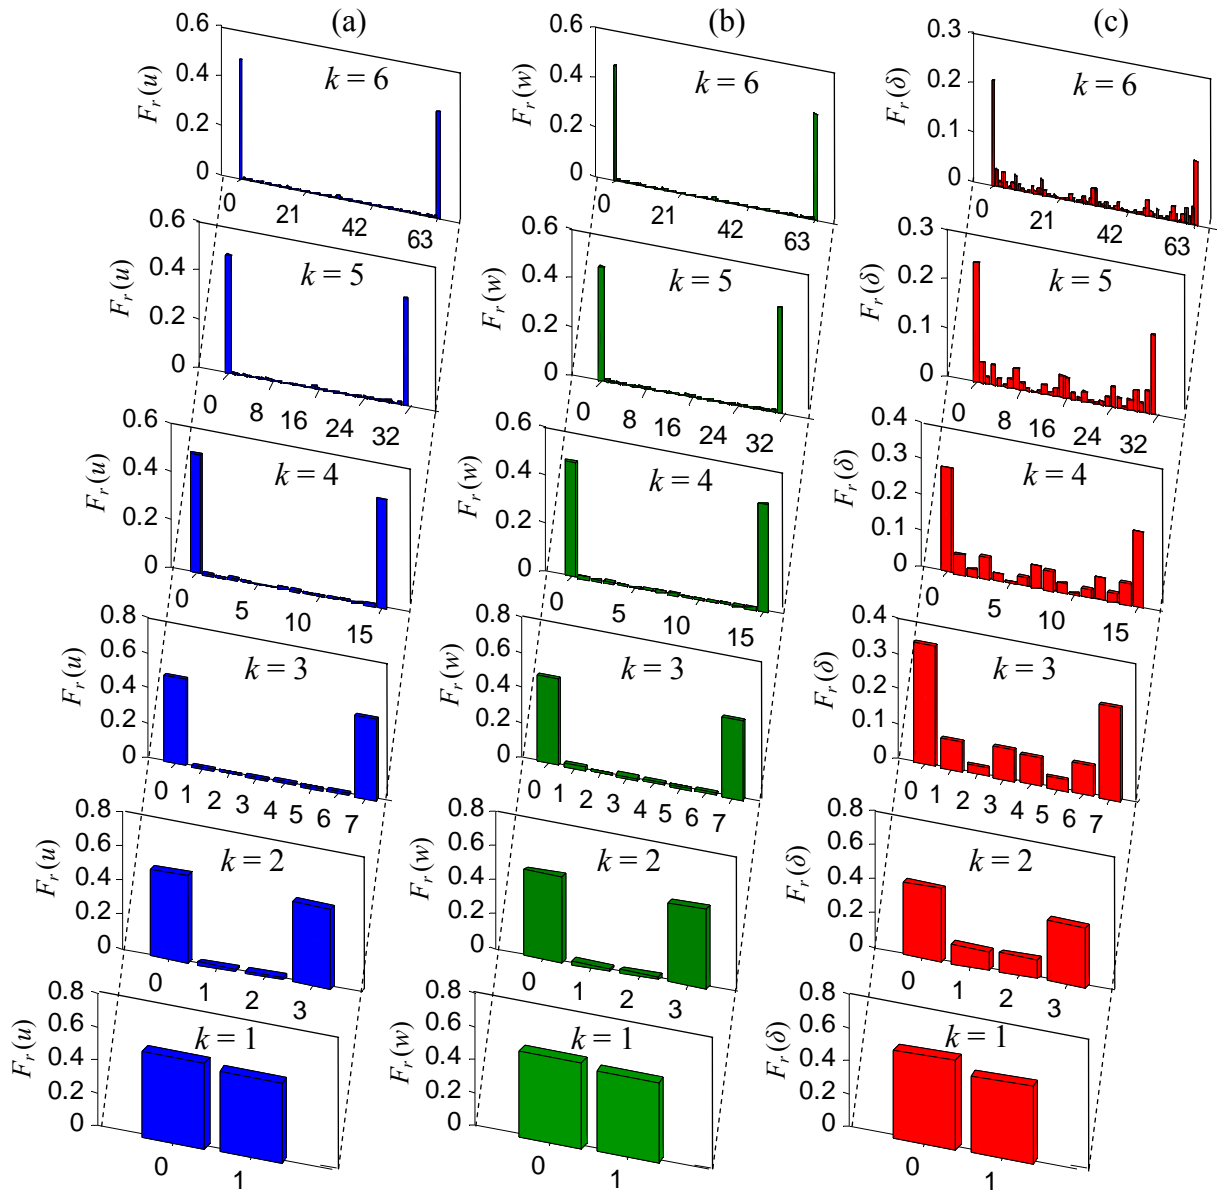 (a) (b) (c)
0.6 0.6 0.3
F_r(u) k = 6 F_r(w) k = 6 F_r(δ) k = 6
0.4 0.4 0.2
0.2 0.2 0.1
0 0 0
0 21 42 63 0 21 42 63 0 21 42 63
0.6 0.6 0.3
F_r(u) k = 5 F_r(w) k = 5 F_r(δ) k = 5
0.4 0.4 0.2
0.2 0.2 0.1
0 0 0
0 8 16 24 32 0 8 16 24 32 0 8 16 24 32
0.6 0.6 0.4
F_r(u) k = 4 F_r(w) k = 4 F_r(δ) k = 4
0.4 0.4 0.3
0.2
0.2 0.2 0.1
0 0 0
0 5 10 15 0 5 10 15 0 5 10 15
0.8 0.8 0.4
F_r(u) k = 3 F_r(w) k = 3 F_r(δ) k = 3
0.6 0.6 0.3
0.4 0.4 0.2
0.2 0.2 0.1
0 0 0
0 1 2 3 4 5 6 7 0 1 2 3 4 5 6 7 0 1 2 3 4 5 6 7
0.8 0.8 0.8
F_r(u) k = 2 F_r(w) k = 2 F_r(δ) k = 2
0.6 0.6 0.6
0.4 0.4 0.4
0.2 0.2 0.2
0 0 0
0 1 2 3 0 1 2 3 0 1 2 3
0.8 0.8 0.8
F_r(u) k = 1 F_r(w) k = 1 F_r(δ) k = 1
0.6 0.6 0.6
0.4 0.4 0.4
0.2 0.2 0.2
0 0 0
0 1 0 1 0 1